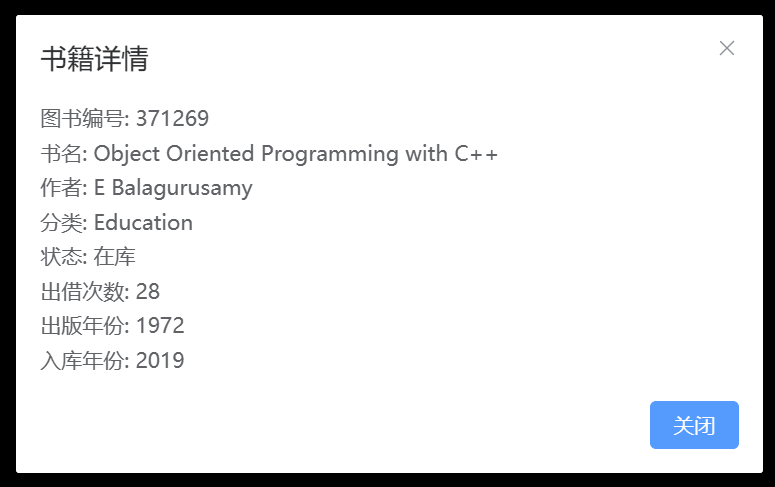 书籍详情
图书编号: 371269
书名: Object Oriented Programming with C++
作者: E Balagurusamy
分类: Education
状态: 在库
出借次数: 28
出版年份: 1972
入库年份: 2019
关闭